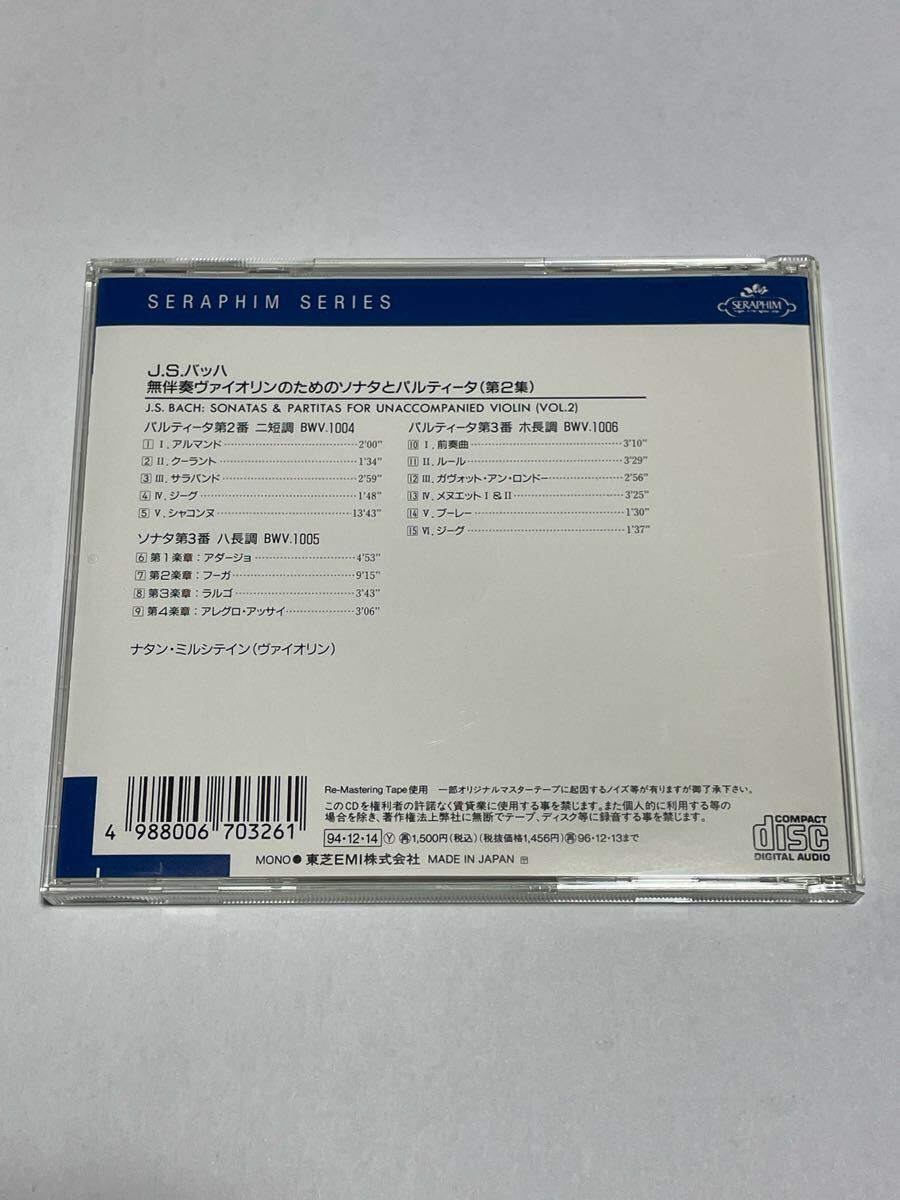 SERAPHIM SERIES
SERAPHIM
J.S.バッハ
無伴奏ヴァイオリンのためのソナタとパルティータ(第2集)
J.S. BACH: SONATAS & PARTITAS FOR UNACCOMPANIED VIOLIN (VOL.2)
パルティータ第2番 ニ短調 BWV.1004
1 I.アルマンド 2'00"
2 II.クーラント 1'34"
3 III.サラバンド 2'59"
4 IV.ジーグ 1'48"
5 V.シャコンヌ 13'43"
ソナタ第3番 ハ長調 BWV.1005
6 第1楽章:アダージョ 4'53"
7 第2楽章:フーガ 9'15"
8 第3楽章:ラルゴ 3'43"
9 第4楽章:アレグロ・アッサイ 3'06"
パルティータ第3番 ホ長調 BWV.1006
10 I.前奏曲 3'10"
11 II.ルール 3'29"
12 III.ガヴォット・アン・ロンドー 2'56"
13 IV.メヌエットI&II 3'25"
14 V.ブーレー 1'30"
15 VI.ジーグ 1'37"
ナタン・ミルシテイン(ヴァイオリン)
4 988006 703261
Re-Mastering Tape使用 一部オリジナルマスターテープに起因するノイズ等が有りますが御了承下さい。
このCDを権利者の許諾なく賃貸業に使用する事を禁じます。また個人的に利用する等の
場合を除き、著作権法上弊社に無断でテープ、ディスク等に録音する事を禁じます。
94・12・14 Ⓨ 再 1,500円(税込)(税抜価格1,456円) 再 96・12・13まで
MONO● 東芝EMI株式会社 MADE IN JAPAN
COMPACT
disc
DIGITAL AUDIO